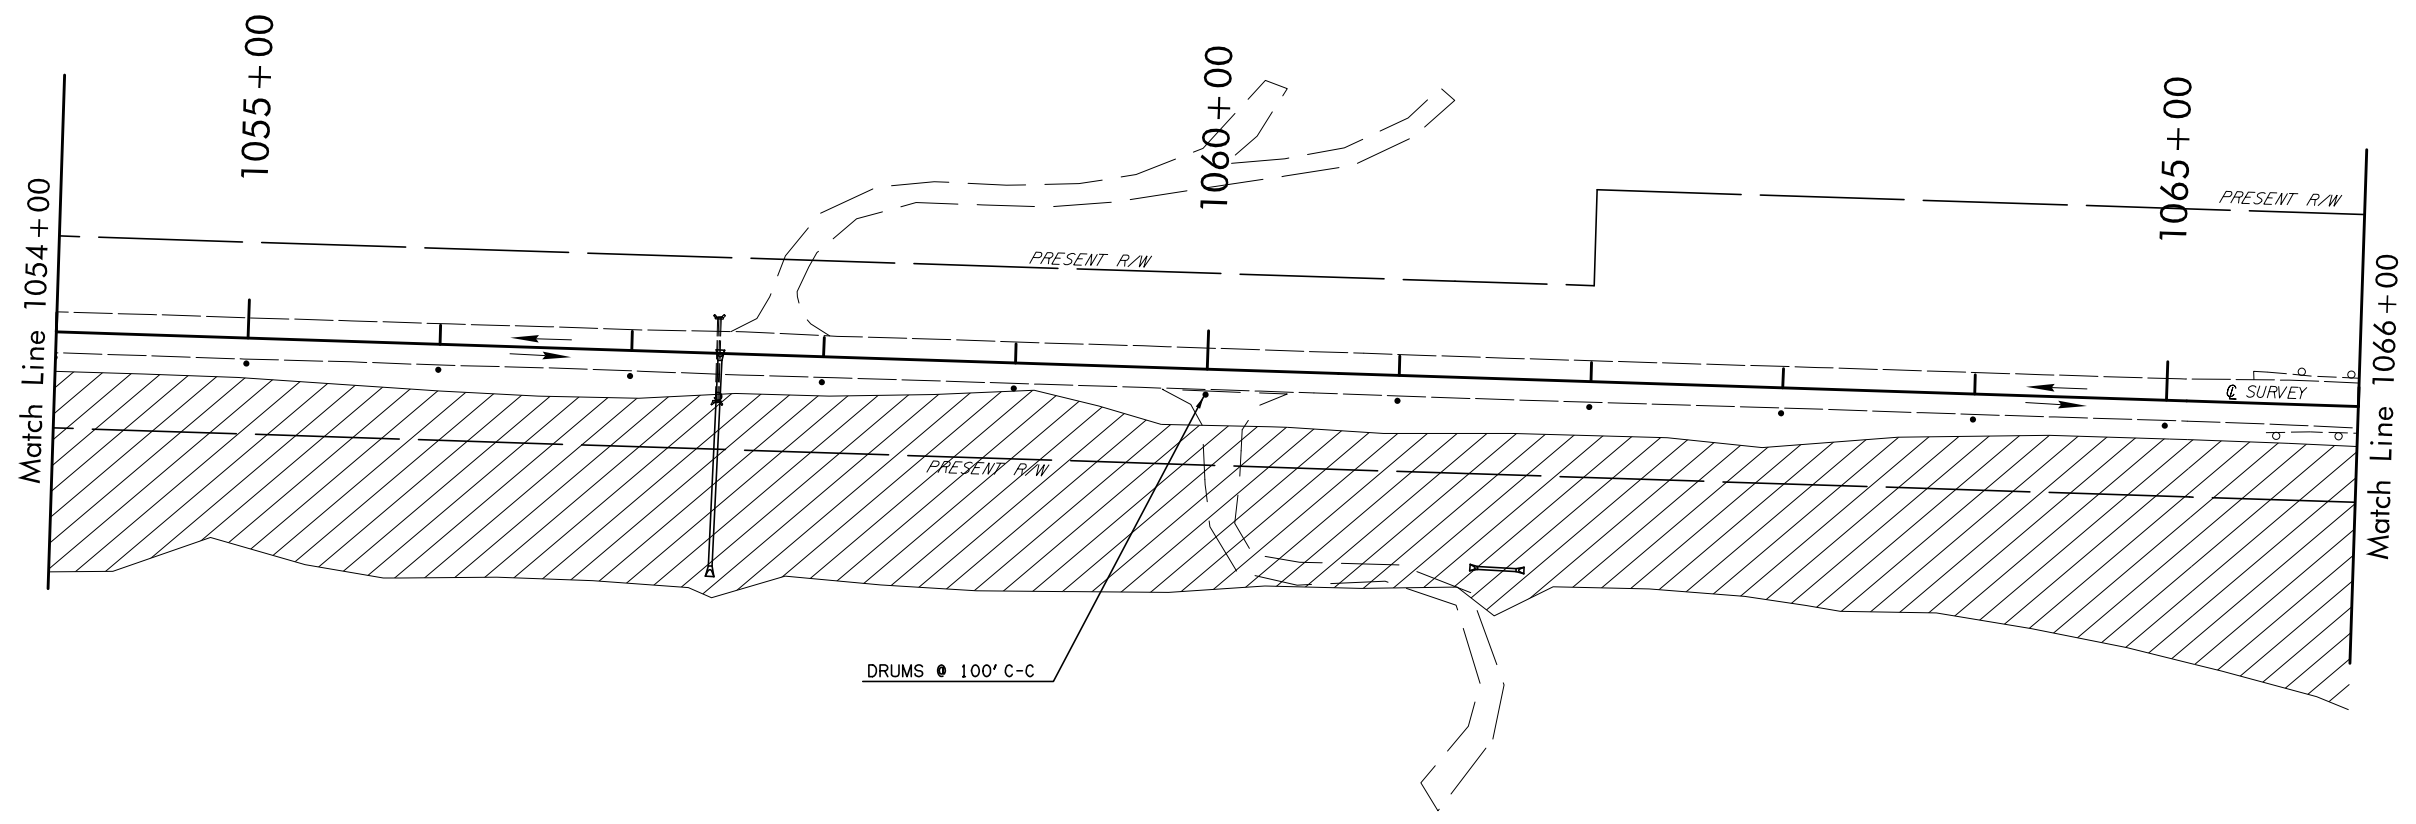 1055+00
1060+00
1065+00
Match Line 1054+00
PRESENT R/W
PRESENT R/W
PRESENT R/W
℄ SURVEY
Match Line 1066+00
DRUMS @ 100' C-C